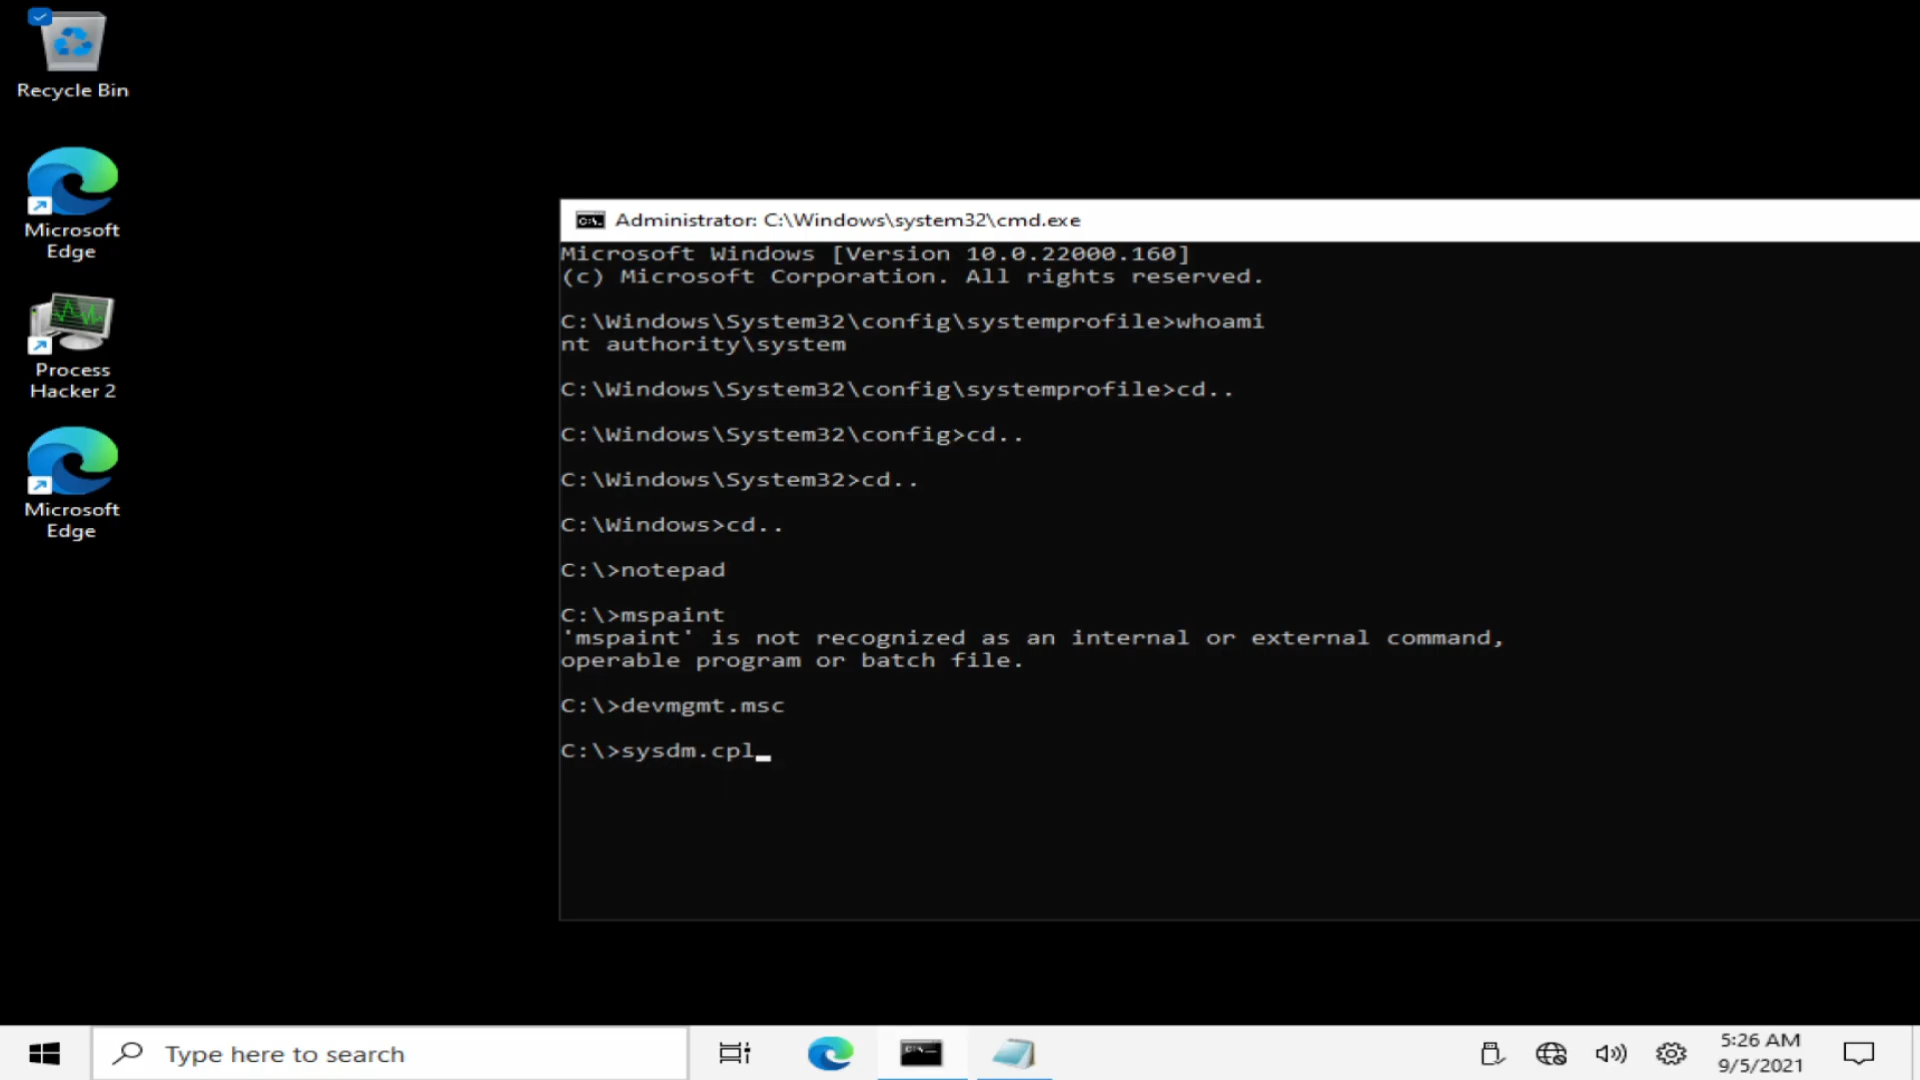 Recycle Bin
Microsoft
Edge
Process
Hacker 2
Microsoft
Edge
C:\. Administrator: C:\Windows\system32\cmd.exe
Microsoft Windows [Version 10.0.22000.160]
(c) Microsoft Corporation. All rights reserved.
C:\Windows\System32\config\systemprofile>whoami
nt authority\system
C:\Windows\System32\config\systemprofile>cd..
C:\Windows\System32\config>cd..
C:\Windows\System32>cd..
C:\Windows>cd..
C:\>notepad
C:\>mspaint
'mspaint' is not recognized as an internal or external command,
operable program or batch file.
C:\>devmgmt.msc
C:\>sysdm.cpl_
Type here to search
5:26 AM
9/5/2021